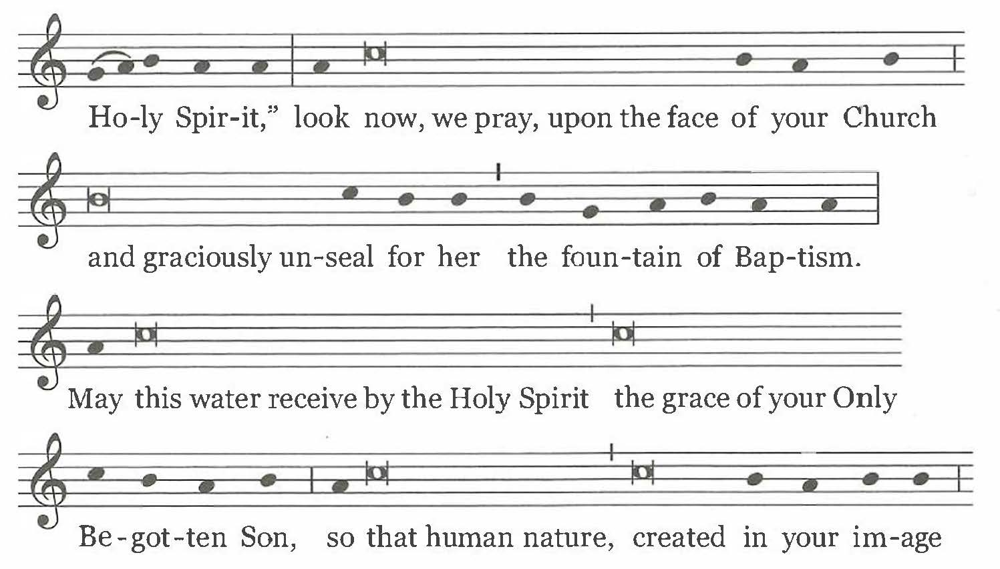 Ho-ly Spir-it,” look now, we pray, upon the face of your Church
and graciously un-seal for her the foun-tain of Bap-tism.
May this water receive by the Holy Spirit the grace of your Only
Be-got-ten Son, so that human nature, created in your im-age